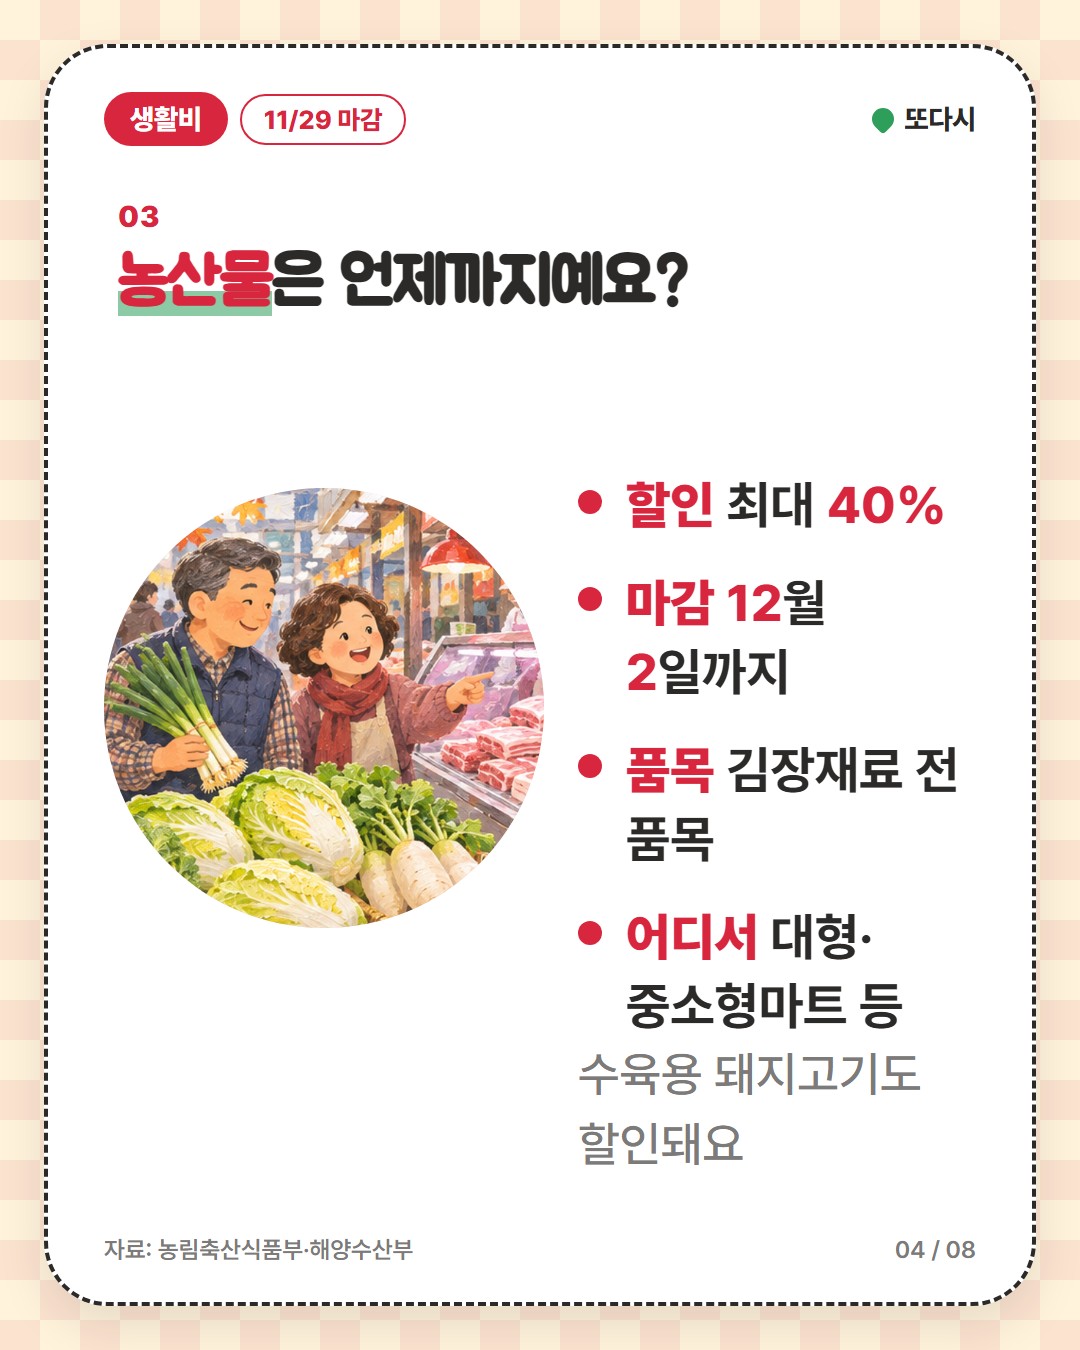 생활비
11/29 마감
또다시
03
농산물은 언제까지예요?
할인 최대 40%
마감 12월
2일까지
품목 김장재료 전
품목
어디서 대형·
중소형마트 등
수육용 돼지고기도
할인돼요
자료: 농림축산식품부·해양수산부
04 / 08